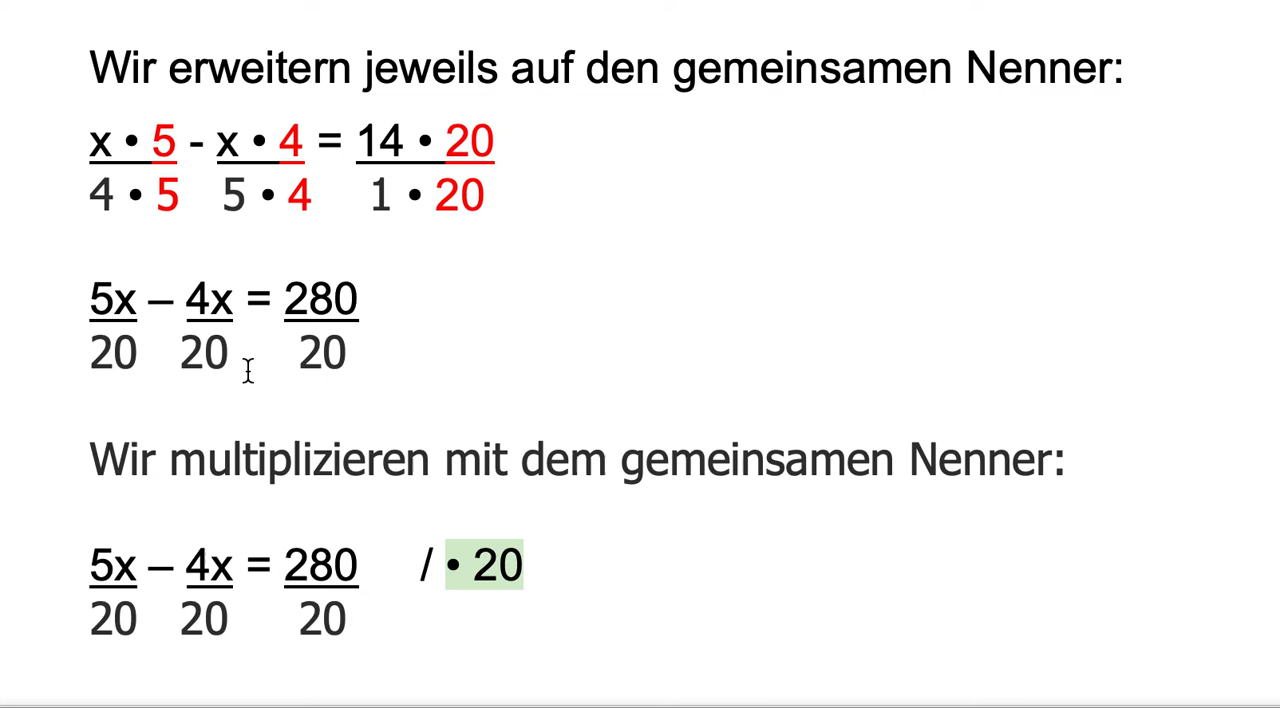 Wir erweitern jeweils auf den gemeinsamen Nenner:
x • 5 - x • 4 = 14 • 20
4 • 5 5 • 4 1 • 20
5x – 4x = 280
20 20 20
Wir multiplizieren mit dem gemeinsamen Nenner:
5x – 4x = 280 / • 20
20 20 20